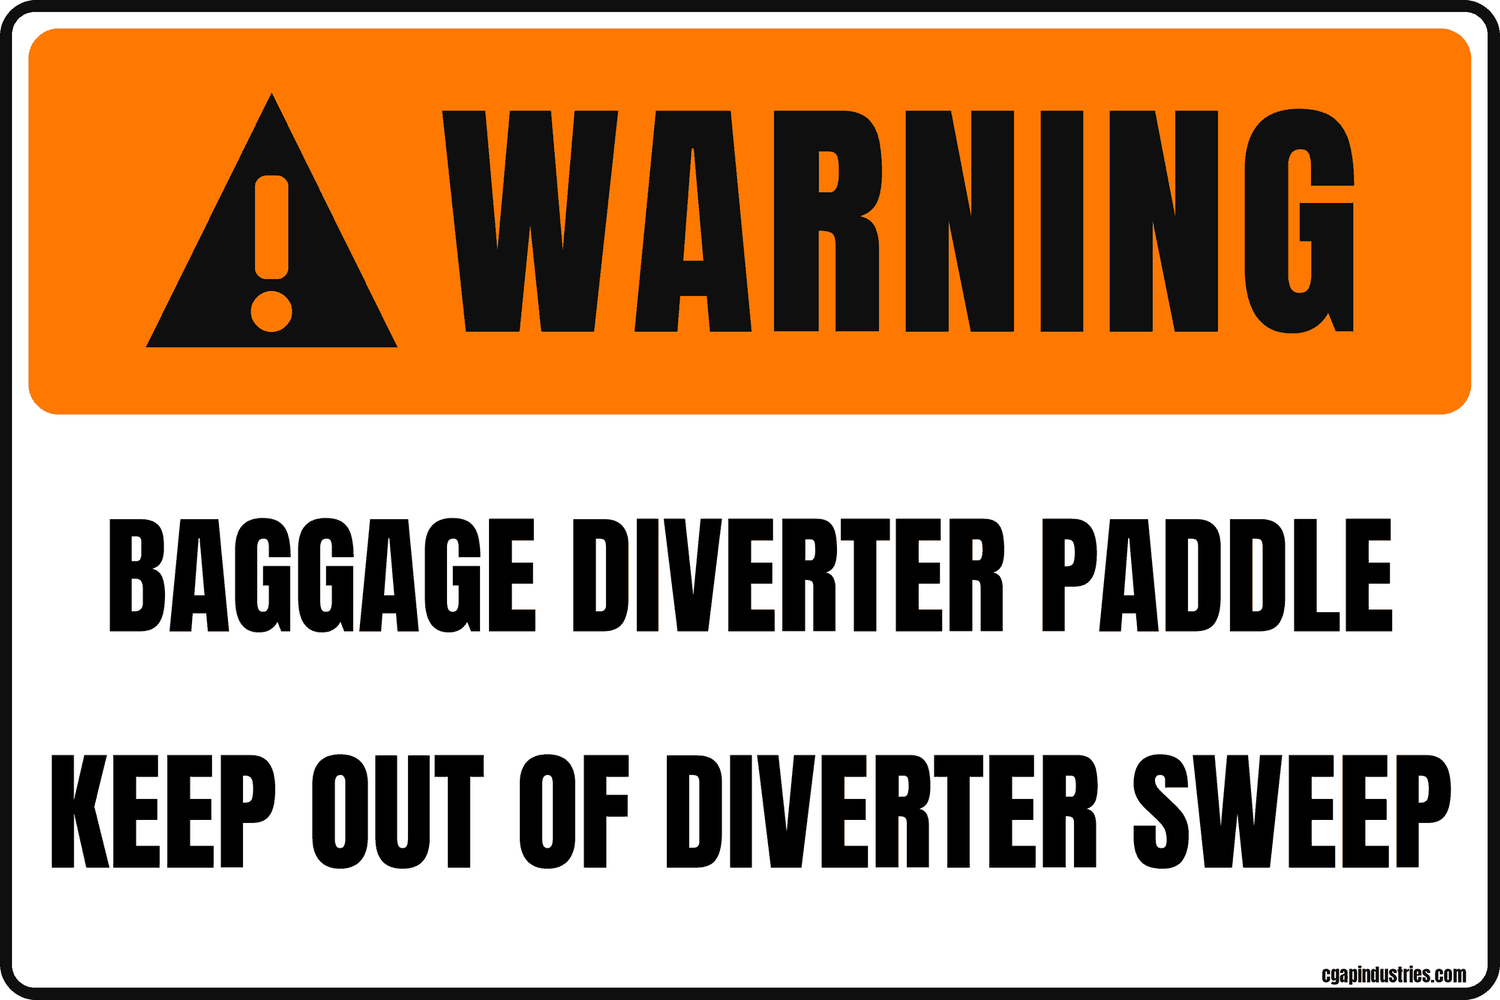 WARNING
BAGGAGE DIVERTER PADDLE
KEEP OUT OF DIVERTER SWEEP
cgapindustries.com